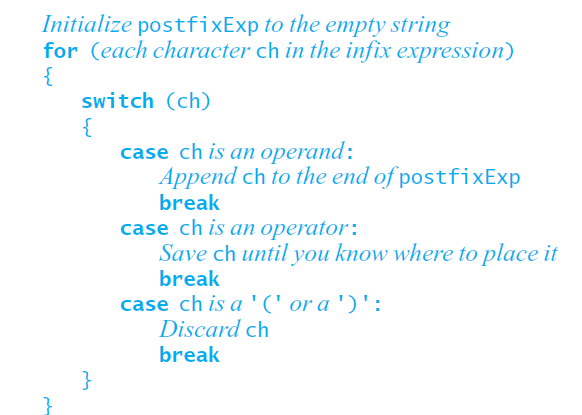 Initialize postfixExp to the empty string
for (each character ch in the infix expression)
{
switch (ch)
{
case ch is an operand:
Append ch to the end of postfixExp
break
case ch is an operator:
Save ch until you know where to place it
break
case ch is a '(' or a ')':
Discard ch
break
}
}